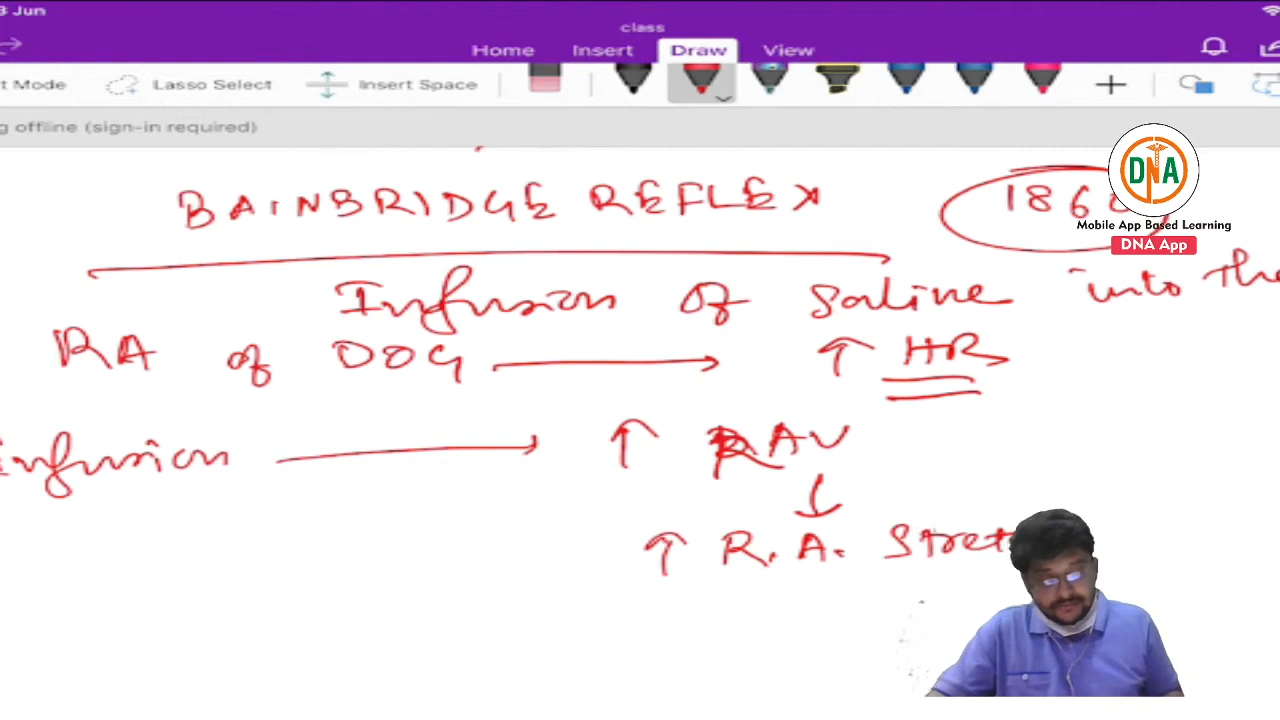 3 Jun
class
Home Insert Draw View
t Mode Lasso Select Insert Space
g offline (sign-in required)
BAINBRIDGE REFLEX 186
DNA
Mobile App Based Learning
DNA App
Infusion of Saline into the
RA of DOG → ↑ HR
Infusion → ↑ RAV
↓
↑ R.A. Stret